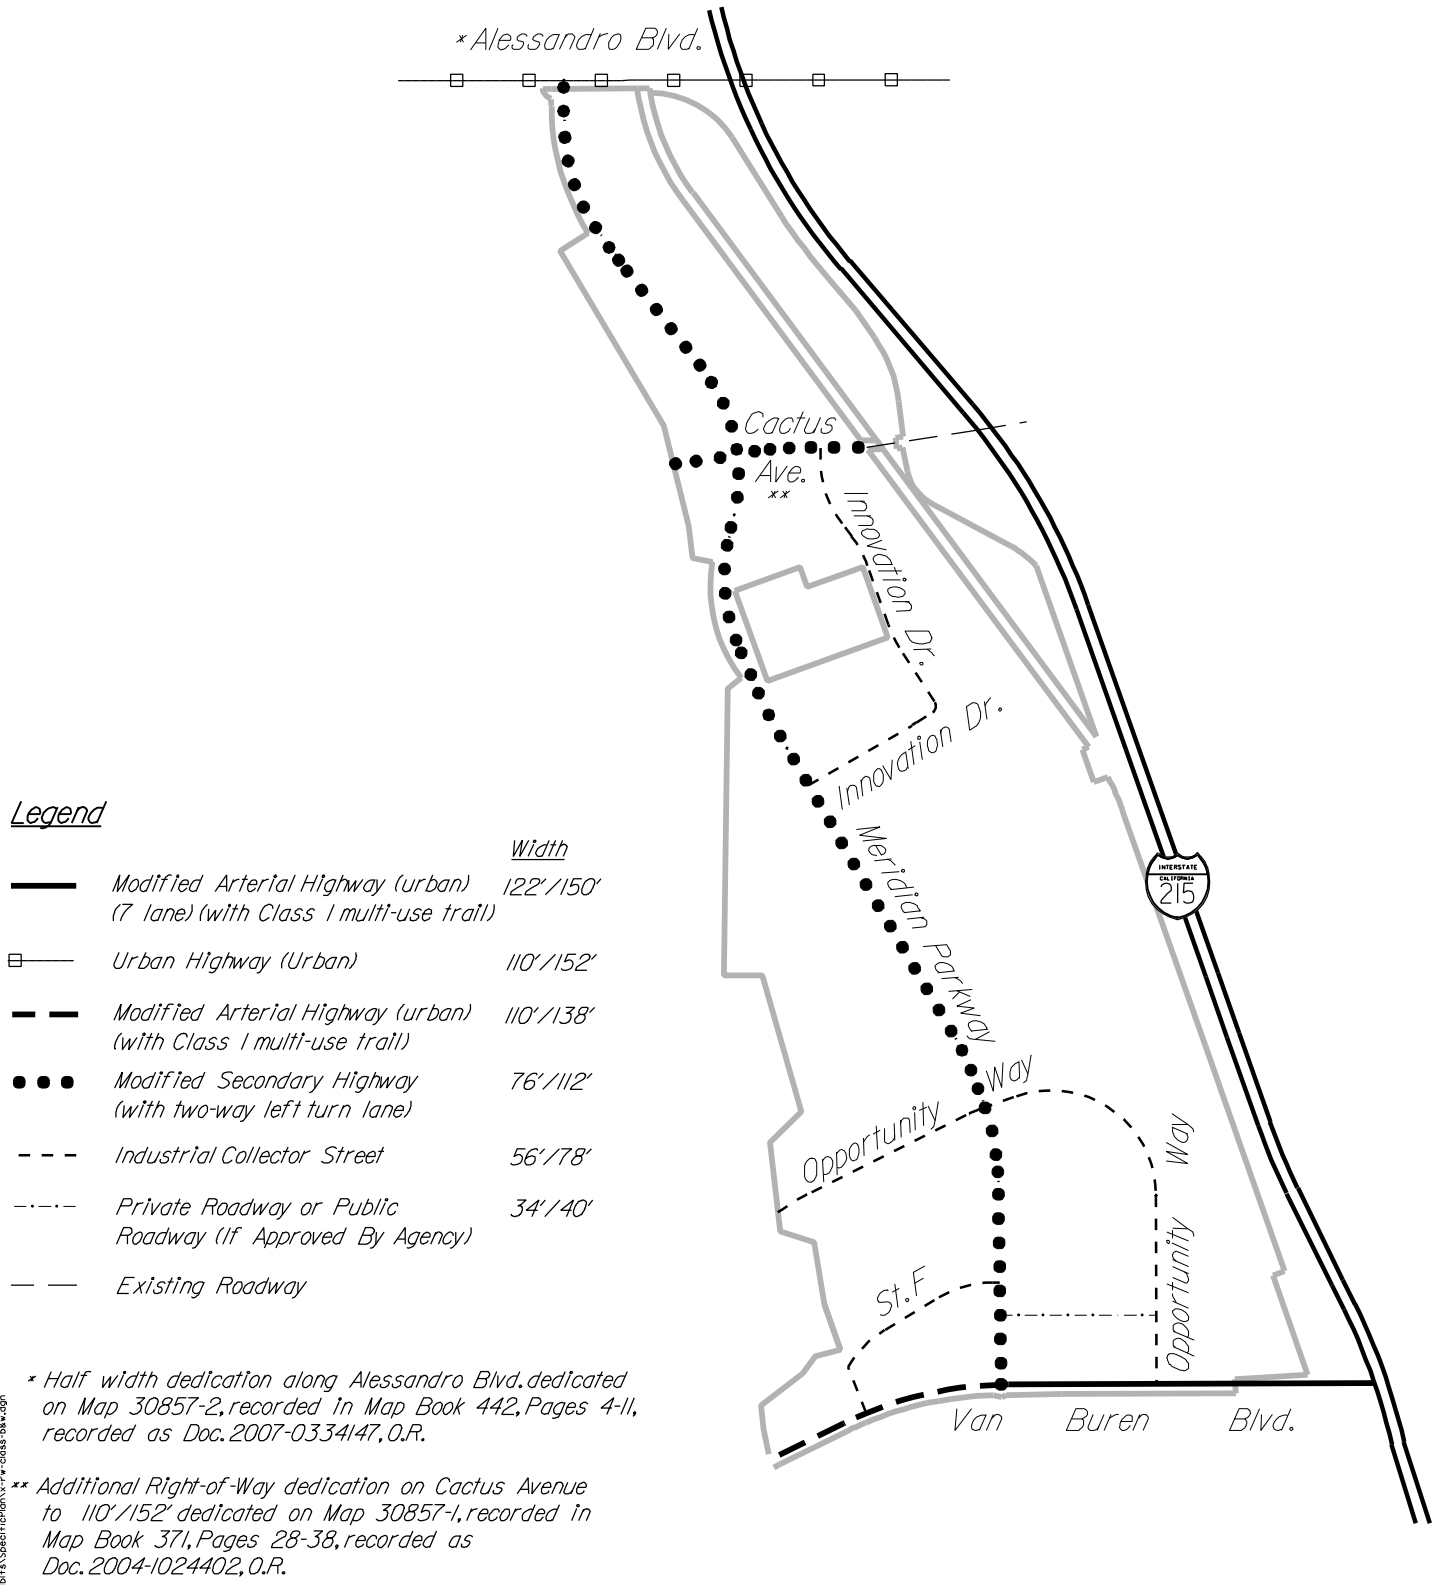 *Alessandro Blvd.
Cactus
Ave.
**
Innovation Dr.
Innovation Dr.
Meridian Parkway
INTERSTATE
CALIFORNIA
215
Opportunity Way
Opportunity Way
St. F
Van Buren Blvd.
Legend
Width
Modified Arterial Highway (urban) 122'/150'
(7 lane) (with Class I multi-use trail)
Urban Highway (Urban) 110'/152'
Modified Arterial Highway (urban) 110'/138'
(with Class I multi-use trail)
Modified Secondary Highway 76'/112'
(with two-way left turn lane)
Industrial Collector Street 56'/78'
Private Roadway or Public 34'/40'
Roadway (If Approved By Agency)
Existing Roadway
* Half width dedication along Alessandro Blvd. dedicated
on Map 30857-2, recorded in Map Book 442, Pages 4-11,
recorded as Doc. 2007-0334147, O.R.
** Additional Right-of-Way dedication on Cactus Avenue
to 110'/152' dedicated on Map 30857-1, recorded in
Map Book 371, Pages 28-38, recorded as
Doc. 2004-1024402, O.R.